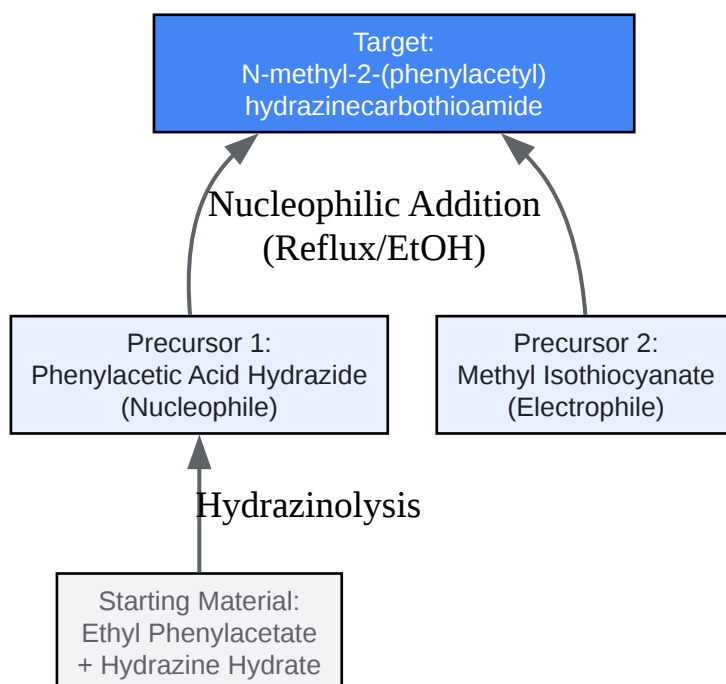 Target:
N-methyl-2-(phenylacetyl)
hydrazinecarbothioamide
Nucleophilic Addition
(Reflux/EtOH)
Precursor 1:
Phenylacetic Acid Hydrazide
(Nucleophile)
Precursor 2:
Methyl Isothiocyanate
(Electrophile)
Hydrazinolysis
Starting Material:
Ethyl Phenylacetate
+ Hydrazine Hydrate